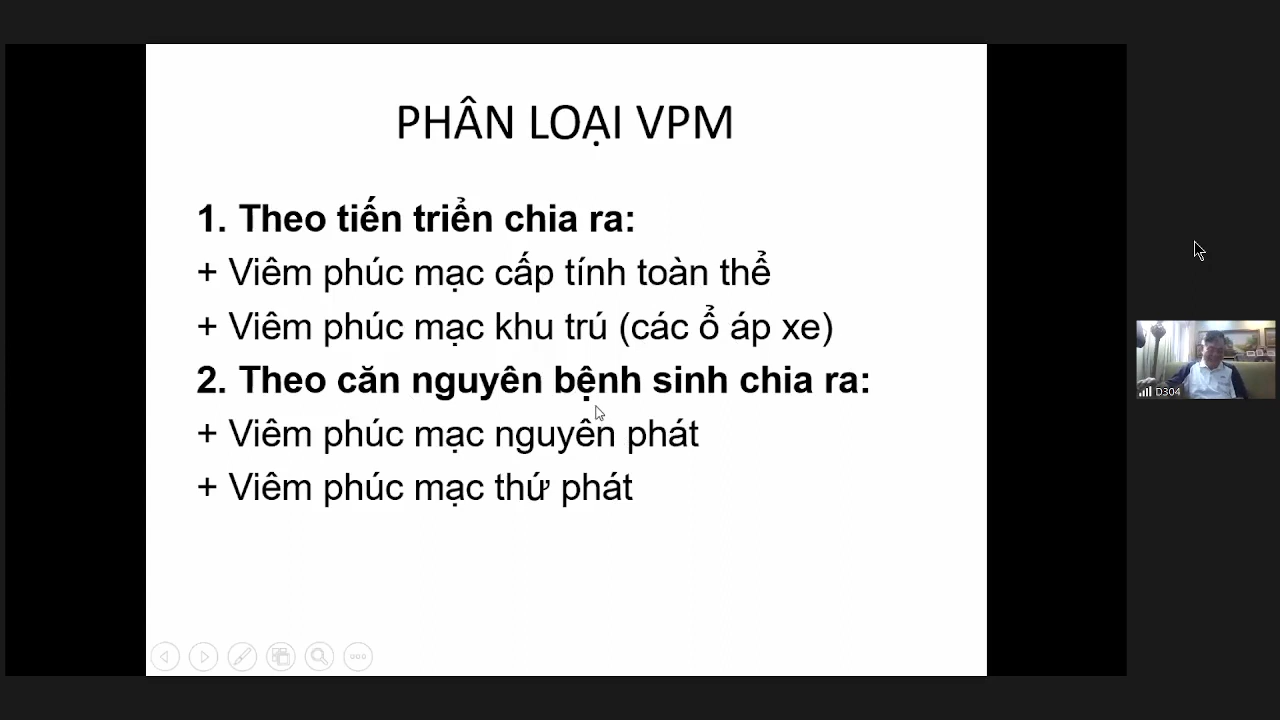 PHÂN LOẠI VPM
1. Theo tiến triển chia ra:
+ Viêm phúc mạc cấp tính toàn thể
+ Viêm phúc mạc khu trú (các ổ áp xe)
2. Theo căn nguyên bệnh sinh chia ra:
+ Viêm phúc mạc nguyên phát
+ Viêm phúc mạc thứ phát
D304